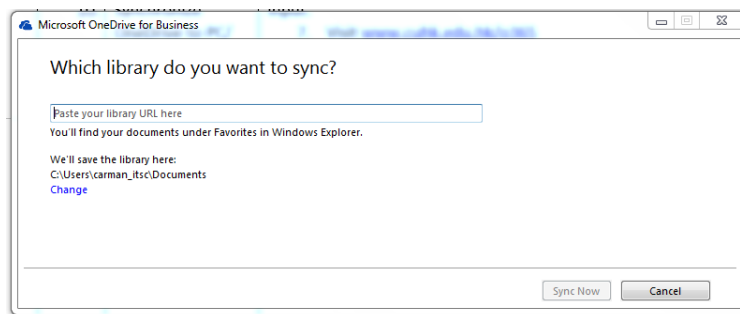 Microsoft OneDrive for Business
Which library do you want to sync?
Paste your library URL here
You'll find your documents under Favorites in Windows Explorer.
We'll save the library here:
C:\Users\carman_itsc\Documents
Change
Sync Now
Cancel